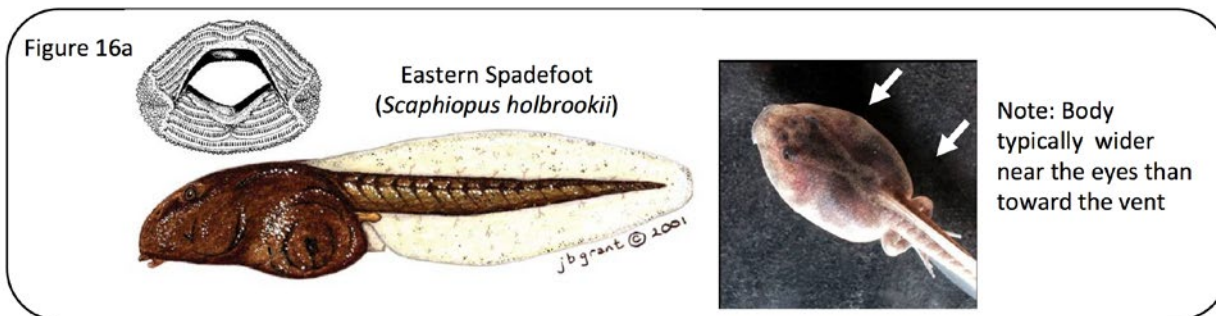 Figure 16a
Eastern Spadefoot
(Scaphiopus holbrookii)
jbgrant © 2001
Note: Body
typically wider
near the eyes than
toward the vent